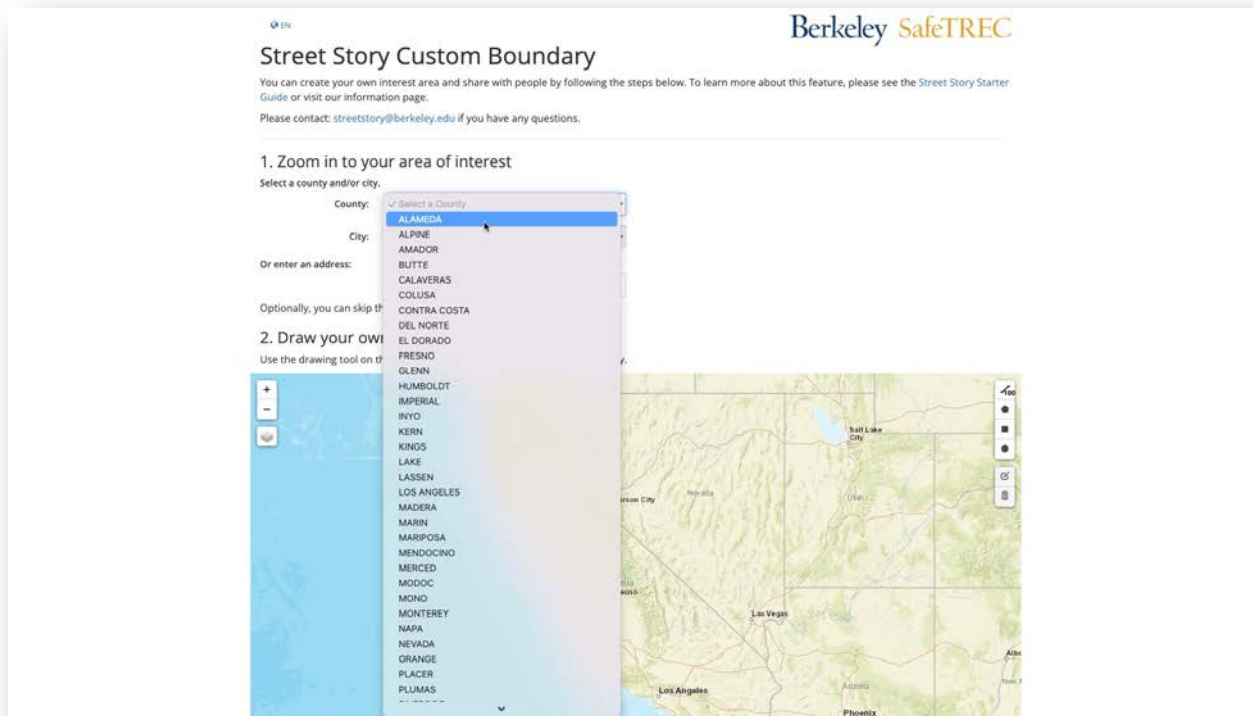 EN
Berkeley SafeTREC
Street Story Custom Boundary
You can create your own interest area and share with people by following the steps below. To learn more about this feature, please see the Street Story Starter
Guide or visit our information page.
Please contact: streetstory@berkeley.edu if you have any questions.
1. Zoom in to your area of interest
Select a county and/or city.
County:
✓ Select a County
ALAMEDA
ALPINE
City:
AMADOR
Or enter an address:
BUTTE
CALAVERAS
COLUSA
Optionally, you can skip th
CONTRA COSTA
DEL NORTE
2. Draw your own
EL DORADO
Use the drawing tool on th
FRESNO
y.
GLENN
HUMBOLDT
IMPERIAL
INYO
KERN
KINGS
LAKE
LASSEN
LOS ANGELES
MADERA
MARIN
MARIPOSA
MENDOCINO
MERCED
MODOC
MONO
MONTEREY
NAPA
NEVADA
ORANGE
PLACER
PLUMAS
+
-
100
Salt Lake
City
rson City
Nevada
Utah
Las Vegas
Los Angeles
Arizona
Phoenix
Albu